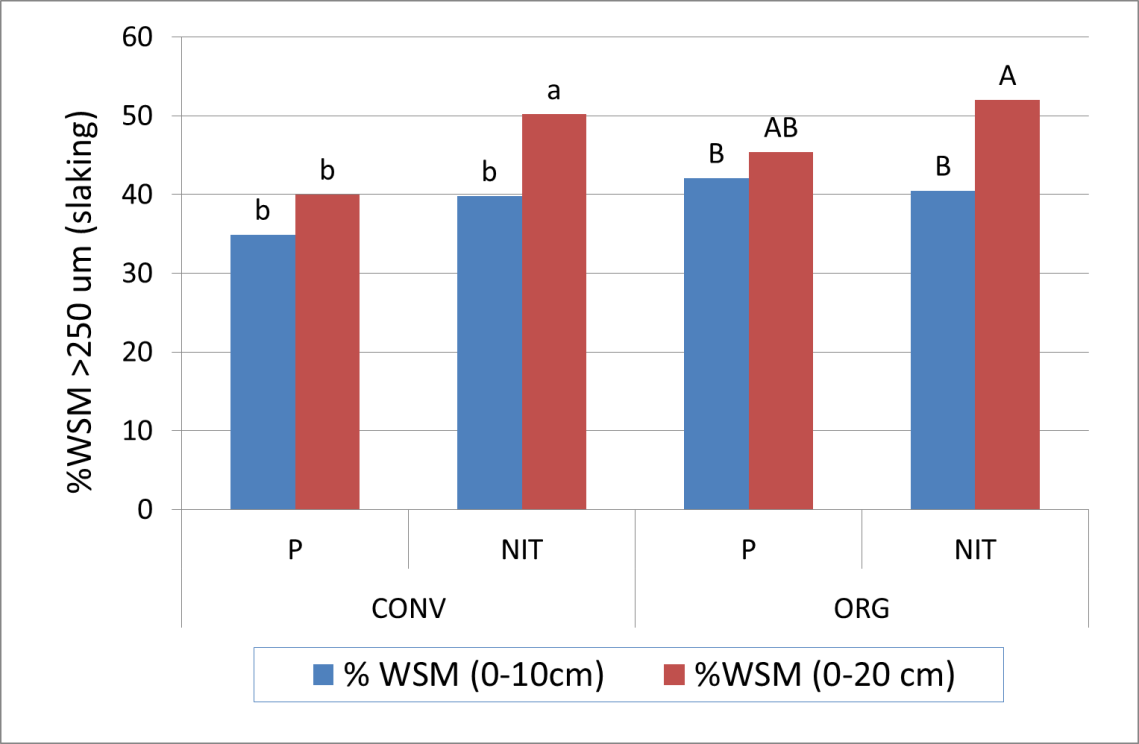 %WSM >250 um (slaking)
60
50
40
30
20
10
0
b
b
b
a
B
AB
B
A
P
NIT
P
NIT
CONV
ORG
% WSM (0-10cm)
%WSM (0-20 cm)